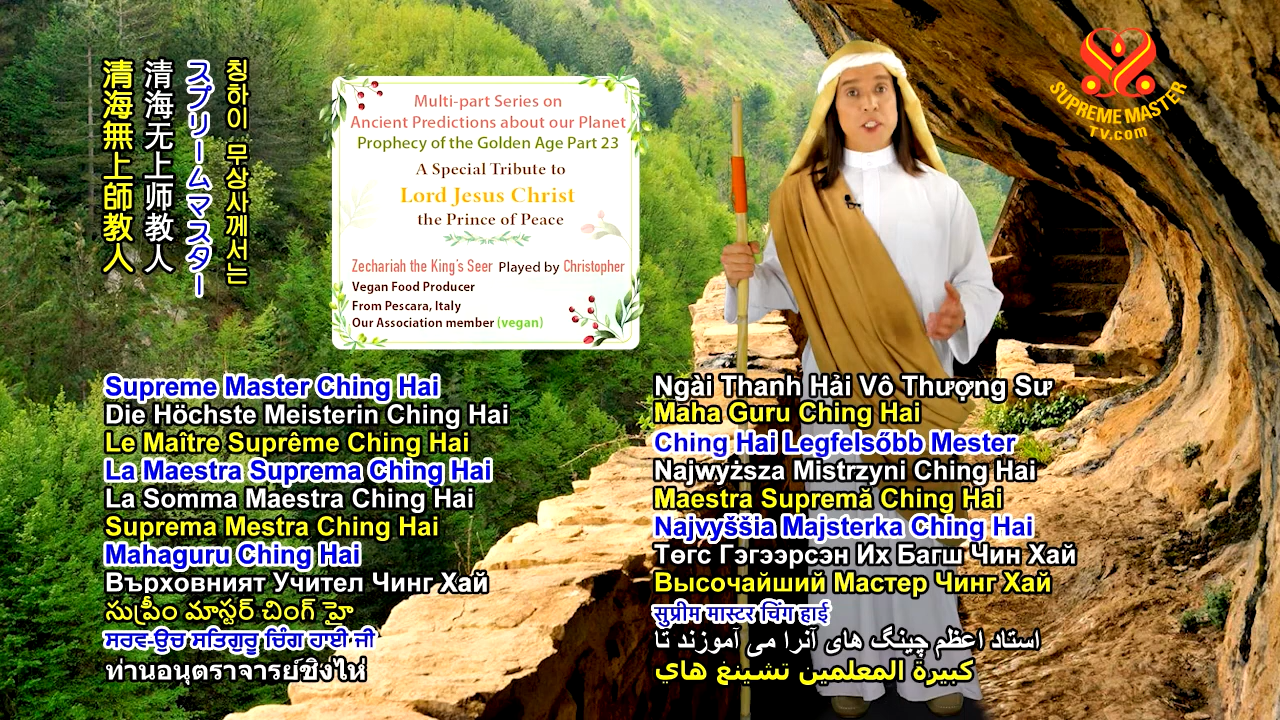 清海無上師教人
清海无上师教人
スプリームマスター
칭하이 무상사께서는
Multi-part Series on
Ancient Predictions about our Planet
Prophecy of the Golden Age Part 23
A Special Tribute to
Lord Jesus Christ
the Prince of Peace
Zechariah the King's Seer Played by Christopher
Vegan Food Producer
From Pescara, Italy
Our Association member (vegan)
SUPREME MASTER
TV.com
Supreme Master Ching Hai
Die Höchste Meisterin Ching Hai
Le Maître Suprême Ching Hai
La Maestra Suprema Ching Hai
La Somma Maestra Ching Hai
Suprema Mestra Ching Hai
Mahaguru Ching Hai
Върховният Учител Чинг Хай
సుప్రీం మాస్టర్ చింగ్ హై
ਸਰਵ-ਉਚ ਸਤਿਗੁਰੂ ਚਿੰਗ ਹਾਈ ਜੀ
ท่านอนุตราจารย์ชิงไห่
Ngài Thanh Hải Vô Thượng Sư
Maha Guru Ching Hai
Ching Hai Legfelsőbb Mester
Najwyższa Mistrzyni Ching Hai
Maestra Supremă Ching Hai
Najvyššia Majsterka Ching Hai
Төгс Гэгээрсэн Их Багш Чин Хай
Высочайший Мастер Чинг Хай
सुप्रीम मास्टर चिंग हाई
استاد اعظم چینگ های آنرا می آموزند تا
كبيرة المعلمين تشينغ هاي